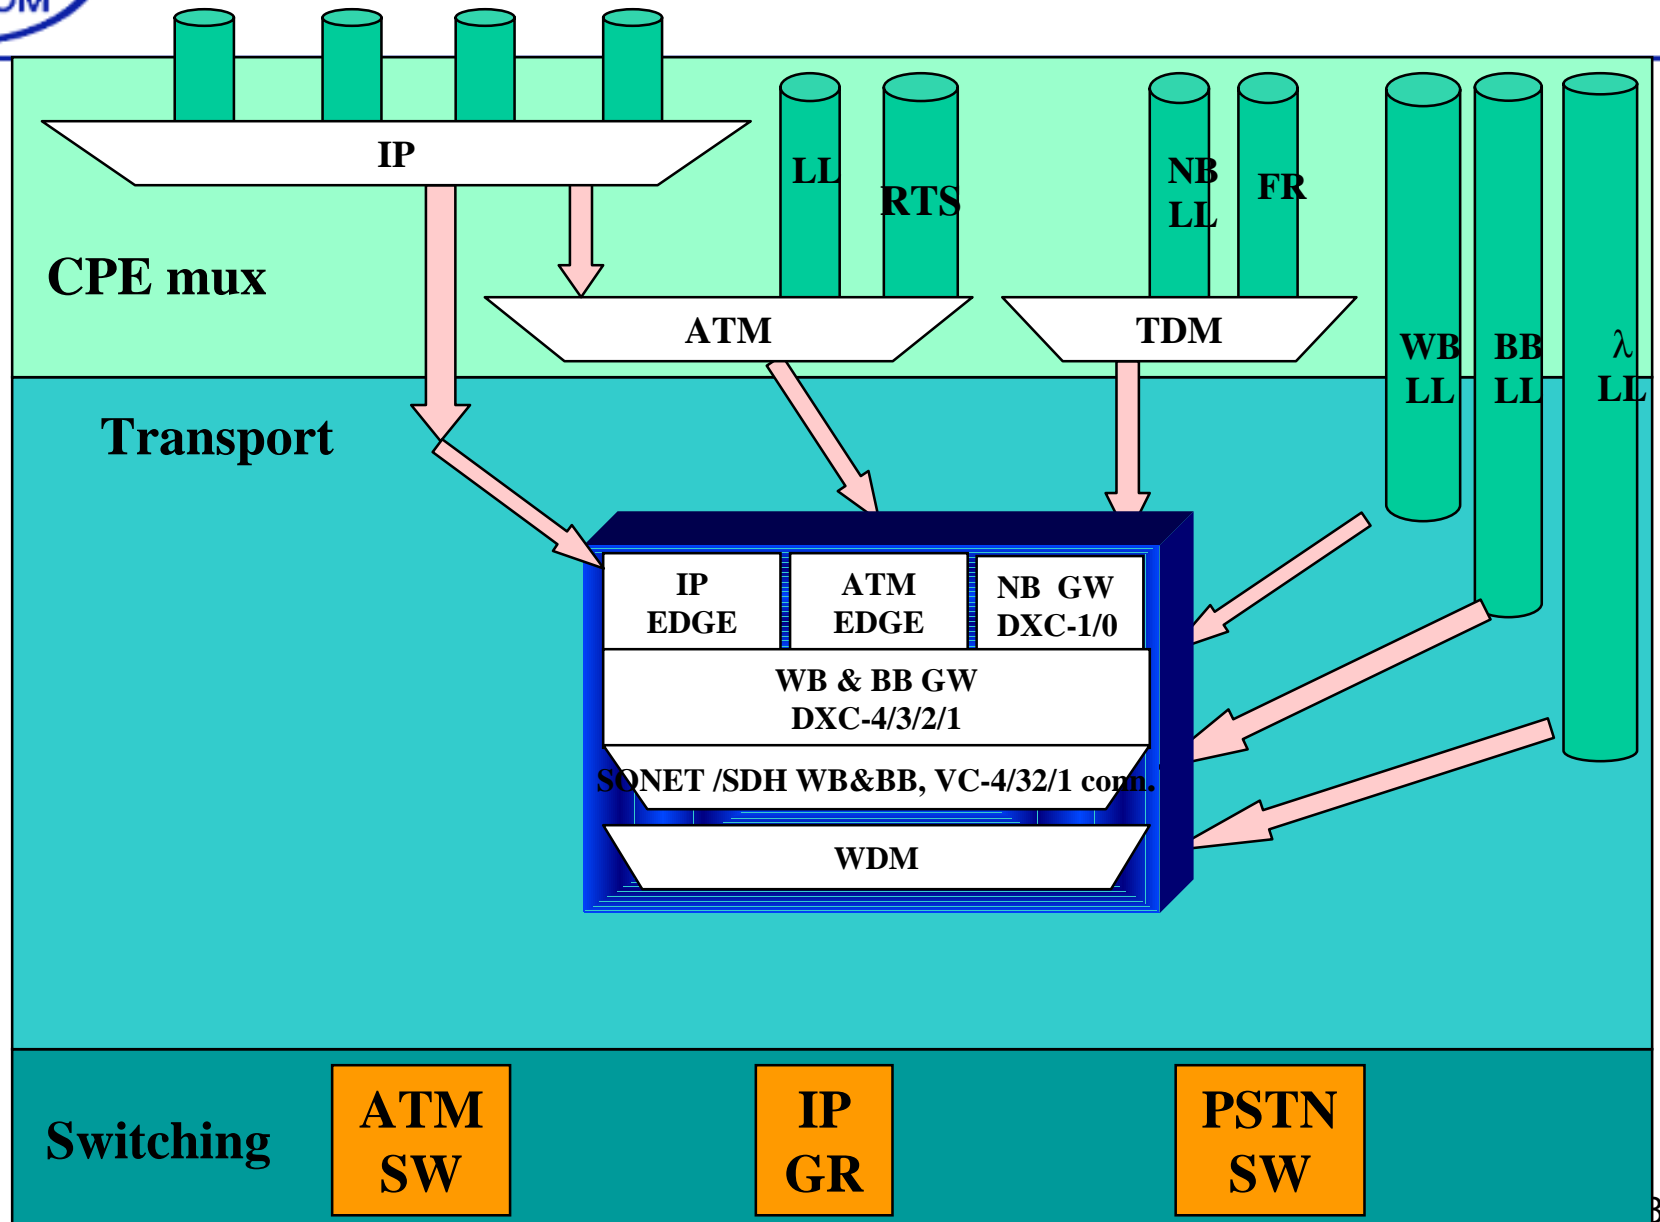 OM
IP
LL
RTS
NB
LL
FR
CPE mux
ATM
TDM
WB
LL
BB
LL
λ
LL
Transport
IP
EDGE
ATM
EDGE
NB GW
DXC-1/0
WB & BB GW
DXC-4/3/2/1
SONET /SDH WB&BB, VC-4/32/1 conn.
WDM
Switching
ATM
SW
IP
GR
PSTN
SW